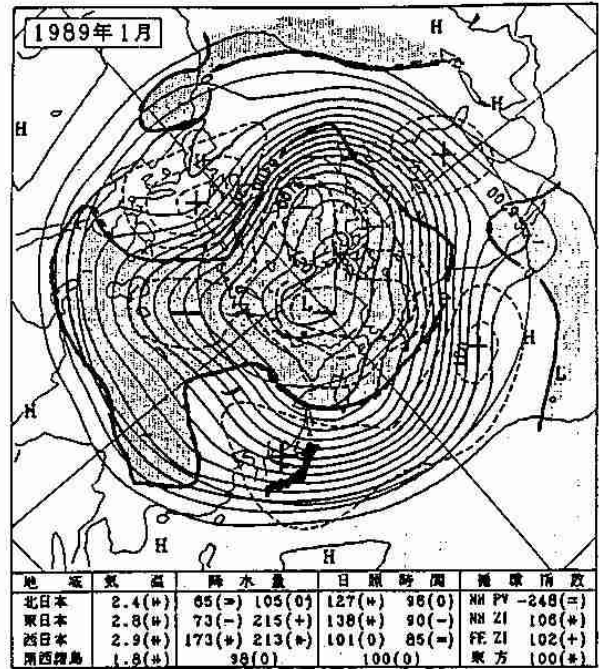 1989年1月
H
H
H
H
H
H
H
H
L
L
5400
地域 気温 降水量 日照時間 循環指数
北日本 2.4(*) 65(=) 105(0) 127(*) 96(0) NH PV -248(=)
東日本 2.8(*) 73(-) 215(+) 138(*) 90(-) NH ZI 106(*)
西日本 2.9(*) 173(*) 213(*) 101(0) 85(=) FE ZI 102(+)
南西諸島 1.8(*) 98(0) 100(0) 東方 100(*)